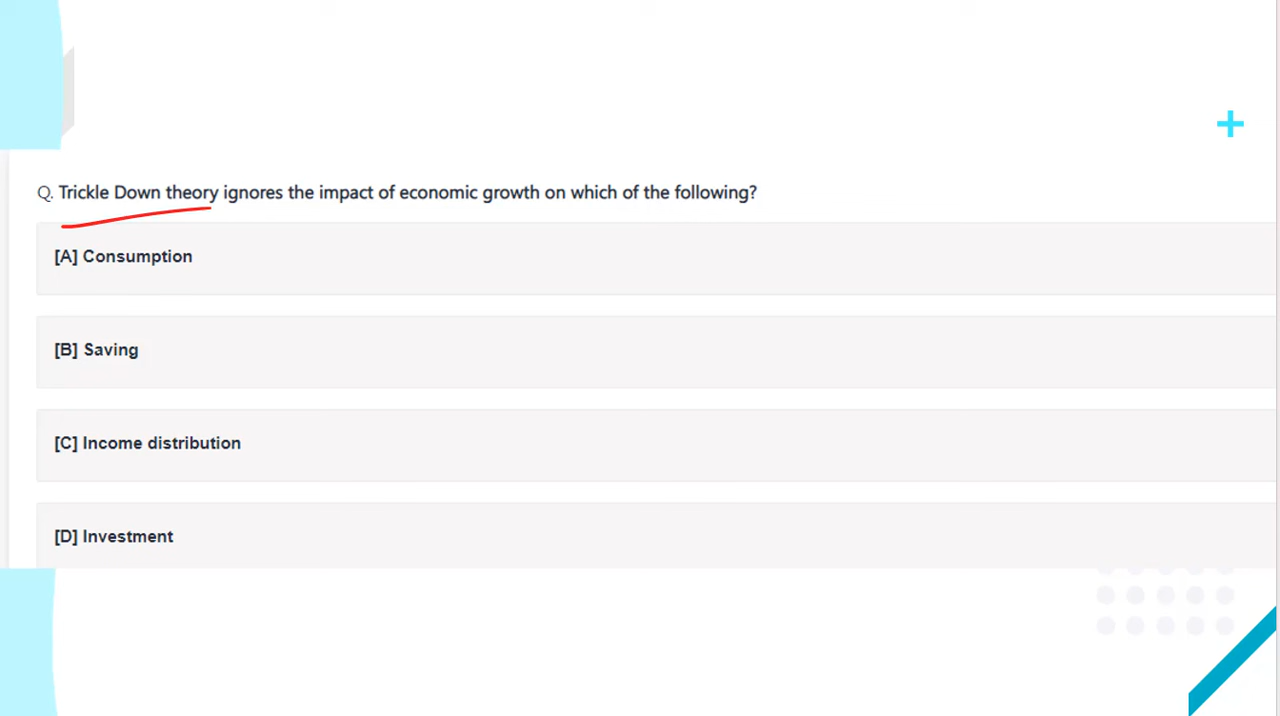 Q. Trickle Down theory ignores the impact of economic growth on which of the following?
[A] Consumption
[B] Saving
[C] Income distribution
[D] Investment